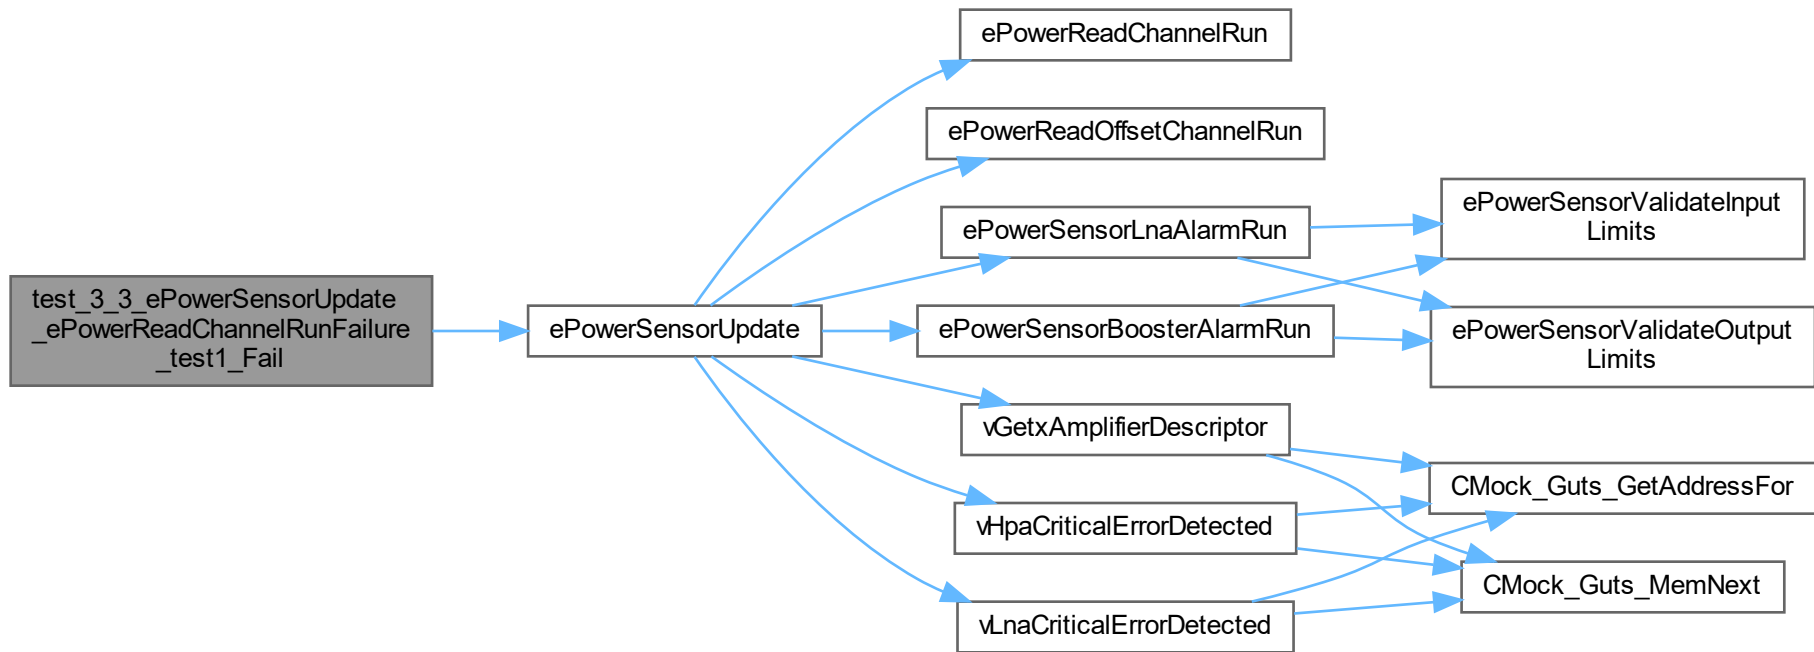 ePowerReadChannelRun
ePowerReadOffsetChannelRun
ePowerSensorLnaAlarmRun
ePowerSensorValidateInput
Limits
test_3_3_ePowerSensorUpdate
_ePowerReadChannelRunFailure
_test1_Fail
ePowerSensorUpdate
ePowerSensorBoosterAlarmRun
ePowerSensorValidateOutput
Limits
vGetxAmplifierDescriptor
CMock_Guts_GetAddressFor
vHpaCriticalErrorDetected
CMock_Guts_MemNext
vLnaCriticalErrorDetected